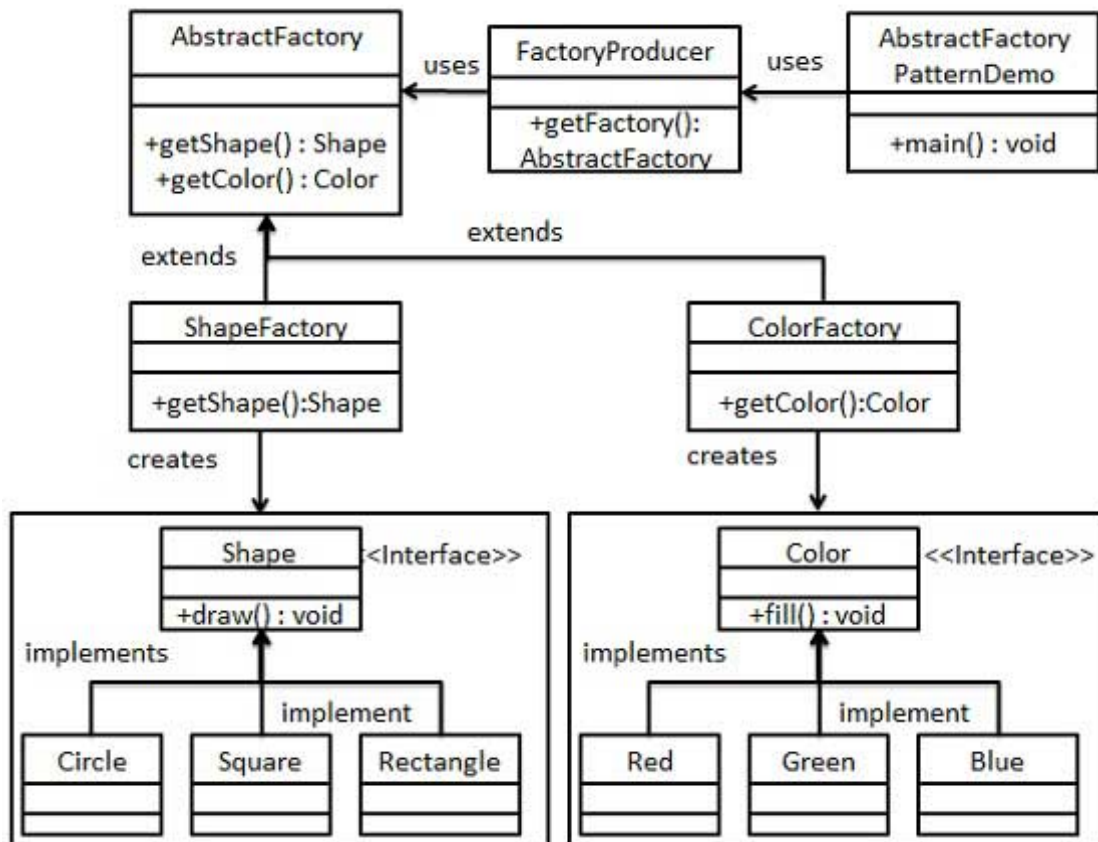 AbstractFactory
+getShape() : Shape
+getColor() : Color
uses
FactoryProducer
+getFactory():
AbstractFactory
uses
AbstractFactory
PatternDemo
+main() : void
extends
extends
ShapeFactory
+getShape():Shape
ColorFactory
+getColor():Color
creates
creates
Shape
<<Interface>>
+draw() : void
implements
implement
Circle
Square
Rectangle
Color
<<Interface>>
+fill() : void
implements
implement
Red
Green
Blue